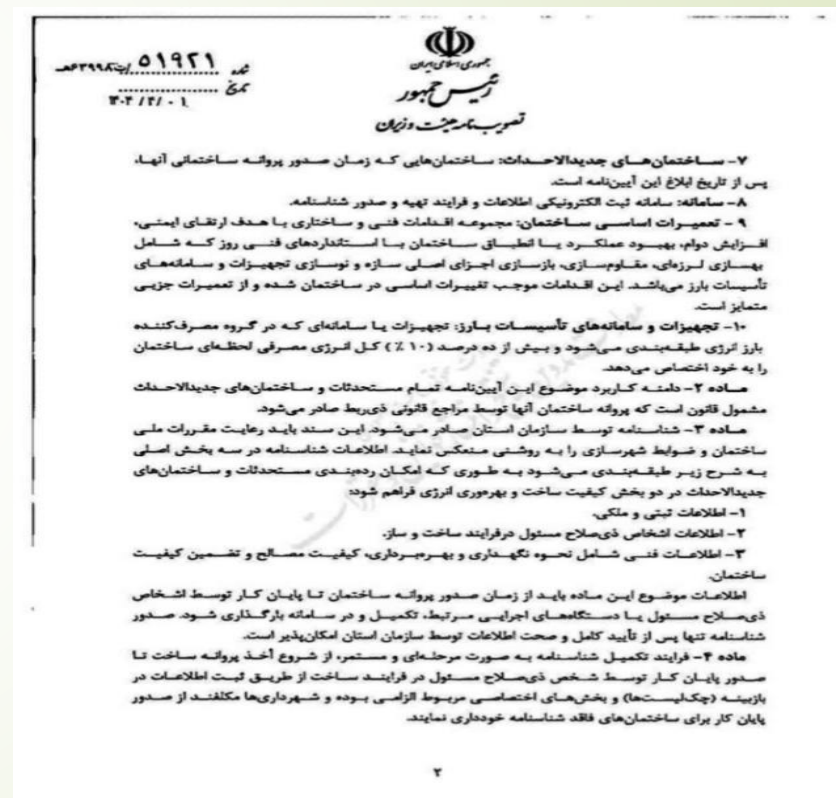 جمهوری اسلامی ایران
رئیس جمهور
تصویب‌نامه هیئت وزیران
شماره ۵۱۹۲۱/ت۶۳۹۹۸هـ
تاریخ ۱۴۰۴/۰۴/۰۱
۷- ساختمان‌های جدیدالاحداث: ساختمان‌هایی که زمان صدور پروانه ساختمانی آنها،
پس از تاریخ ابلاغ این آیین‌نامه است.
۸- سامانه: سامانه ثبت الکترونیکی اطلاعات و فرایند تهیه و صدور شناسنامه.
۹ - تعمیرات اساسی ساختمان: مجموعه اقدامات فنی و ساختاری با هدف ارتقای ایمنی،
افزایش دوام، بهبود عملکرد یا انطباق ساختمان با استانداردهای فنی روز که شامل
بهسازی لرزه‌ای، مقاوم‌سازی، بازسازی اجزای اصلی سازه و نوسازی تجهیزات و سامانه‌های
تأسیسات بارز می‌باشد. این اقدامات موجب تغییرات اساسی در ساختمان شده و از تعمیرات جزیی
متمایز است.
۱۰- تجهیزات و سامانه‌های تأسیسات بارز: تجهیزات یا سامانه‌ای که در گروه مصرف‌کننده
بارز انرژی طبقه‌بندی می‌شود و بیش از ده درصد (۱۰ ٪) کل انرژی مصرفی لحظه‌ای ساختمان
را به خود اختصاص می‌دهد.
ماده ۲- دامنه کاربرد موضوع این آیین‌نامه تمام مستحدثات و ساختمان‌های جدیدالاحداث
مشمول قانون است که پروانه ساختمان آنها توسط مراجع قانونی ذی‌ربط صادر می‌شود.
ماده ۳- شناسنامه توسط سازمان استان صادر می‌شود. این سند باید رعایت مقررات ملی
ساختمان و ضوابط شهرسازی را به روشنی منعکس نماید. اطلاعات شناسنامه در سه بخش اصلی
به شرح زیر طبقه‌بندی می‌شود به طوری که امکان رده‌بندی مستحدثات و ساختمان‌های
جدیدالاحداث در دو بخش کیفیت ساخت و بهره‌وری انرژی فراهم شود:
۱- اطلاعات ثبتی و ملکی.
۲- اطلاعات اشخاص ذی‌صلاح مسئول درفرایند ساخت و ساز.
۳- اطلاعات فنی شامل نحوه نگهداری و بهره‌برداری، کیفیت مصالح و تضمین کیفیت
ساختمان.
اطلاعات موضوع این ماده باید از زمان صدور پروانه ساختمان تا پایان کار توسط اشخاص
ذی‌صلاح مسئول یا دستگاه‌های اجرایی مرتبط، تکمیل و در سامانه بارگذاری شود. صدور
شناسنامه تنها پس از تأیید کامل و صحت اطلاعات توسط سازمان استان امکان‌پذیر است.
ماده ۴- فرایند تکمیل شناسنامه به صورت مرحله‌ای و مستمر، از شروع أخذ پروانه ساخت تا
صدور پایان کار توسط شخص ذی‌صلاح مسئول در فرایند ساخت از طریق ثبت اطلاعات در
بازبینه (چک‌لیست‌ها) و بخش‌های اختصاصی مربوط الزامی بوده و شهرداری‌ها مکلفند از صدور
پایان کار برای ساختمان‌های فاقد شناسنامه خودداری نمایند.
۲